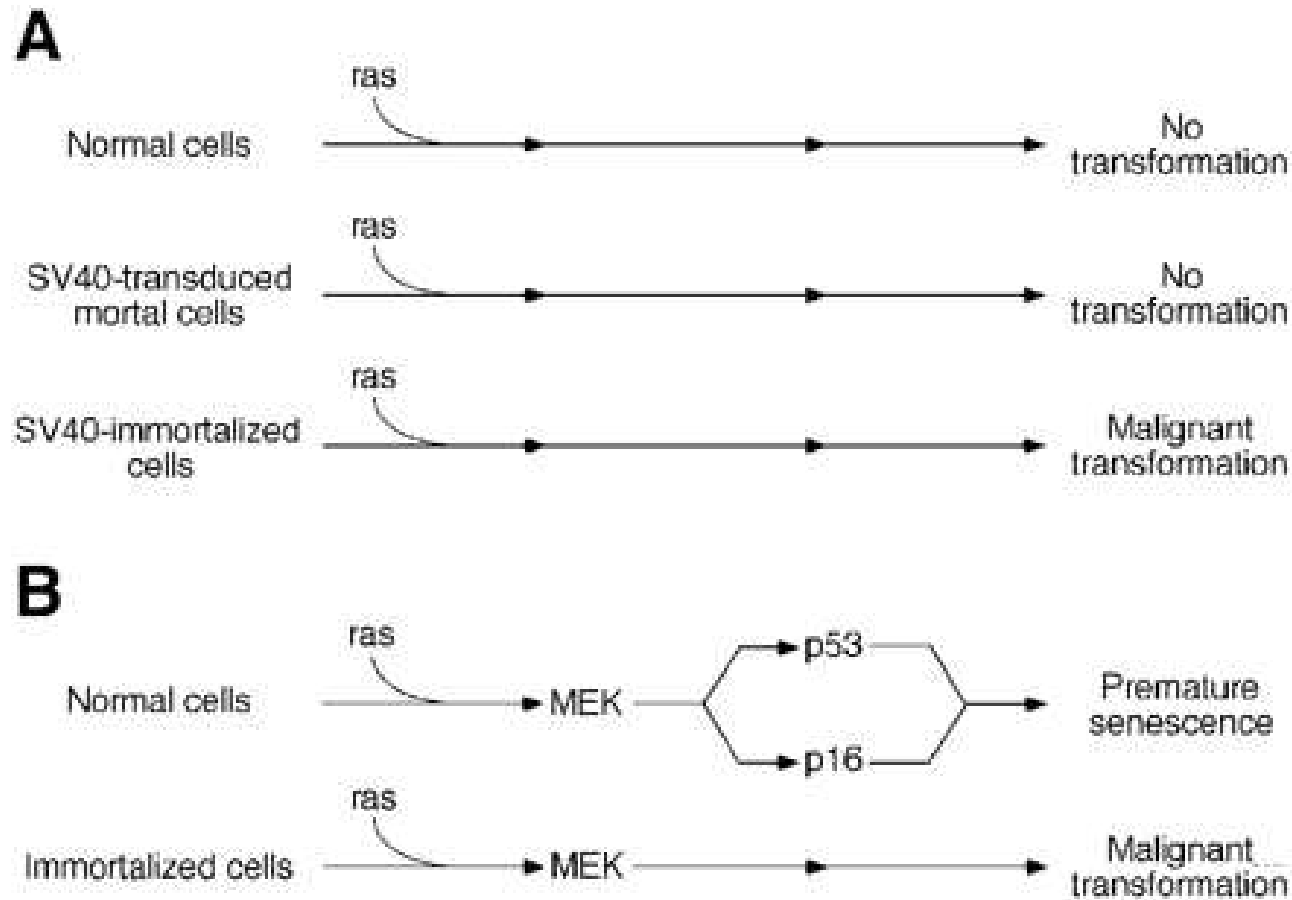 A
ras
Normal cells
No
transformation
ras
SV40-transduced
mortal cells
No
transformation
ras
SV40-immortalized
cells
Malignant
transformation
B
ras
Normal cells
MEK
p53
p16
Premature
senescence
ras
Immortalized cells
MEK
Malignant
transformation